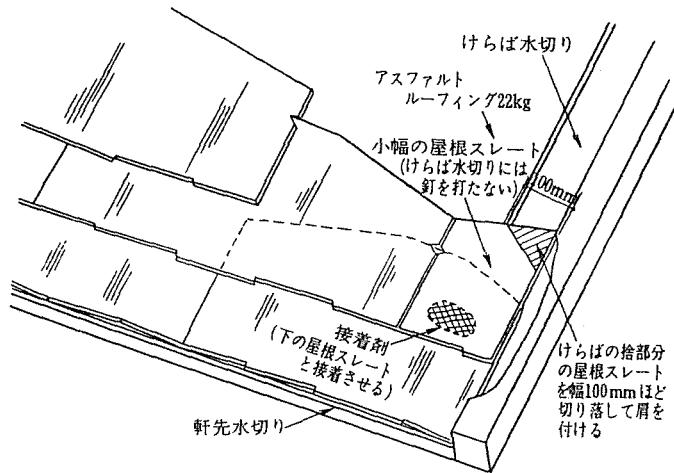 けらば水切り
アスファルト
ルーフィング22kg
小幅の屋根スレート
(けらば水切りには
釘を打たない)
100mm
接着剤
(下の屋根スレート
と接着させる)
けらばの捨部分
の屋根スレート
を幅100mmほど
切り落して肩を
付ける
軒先水切り